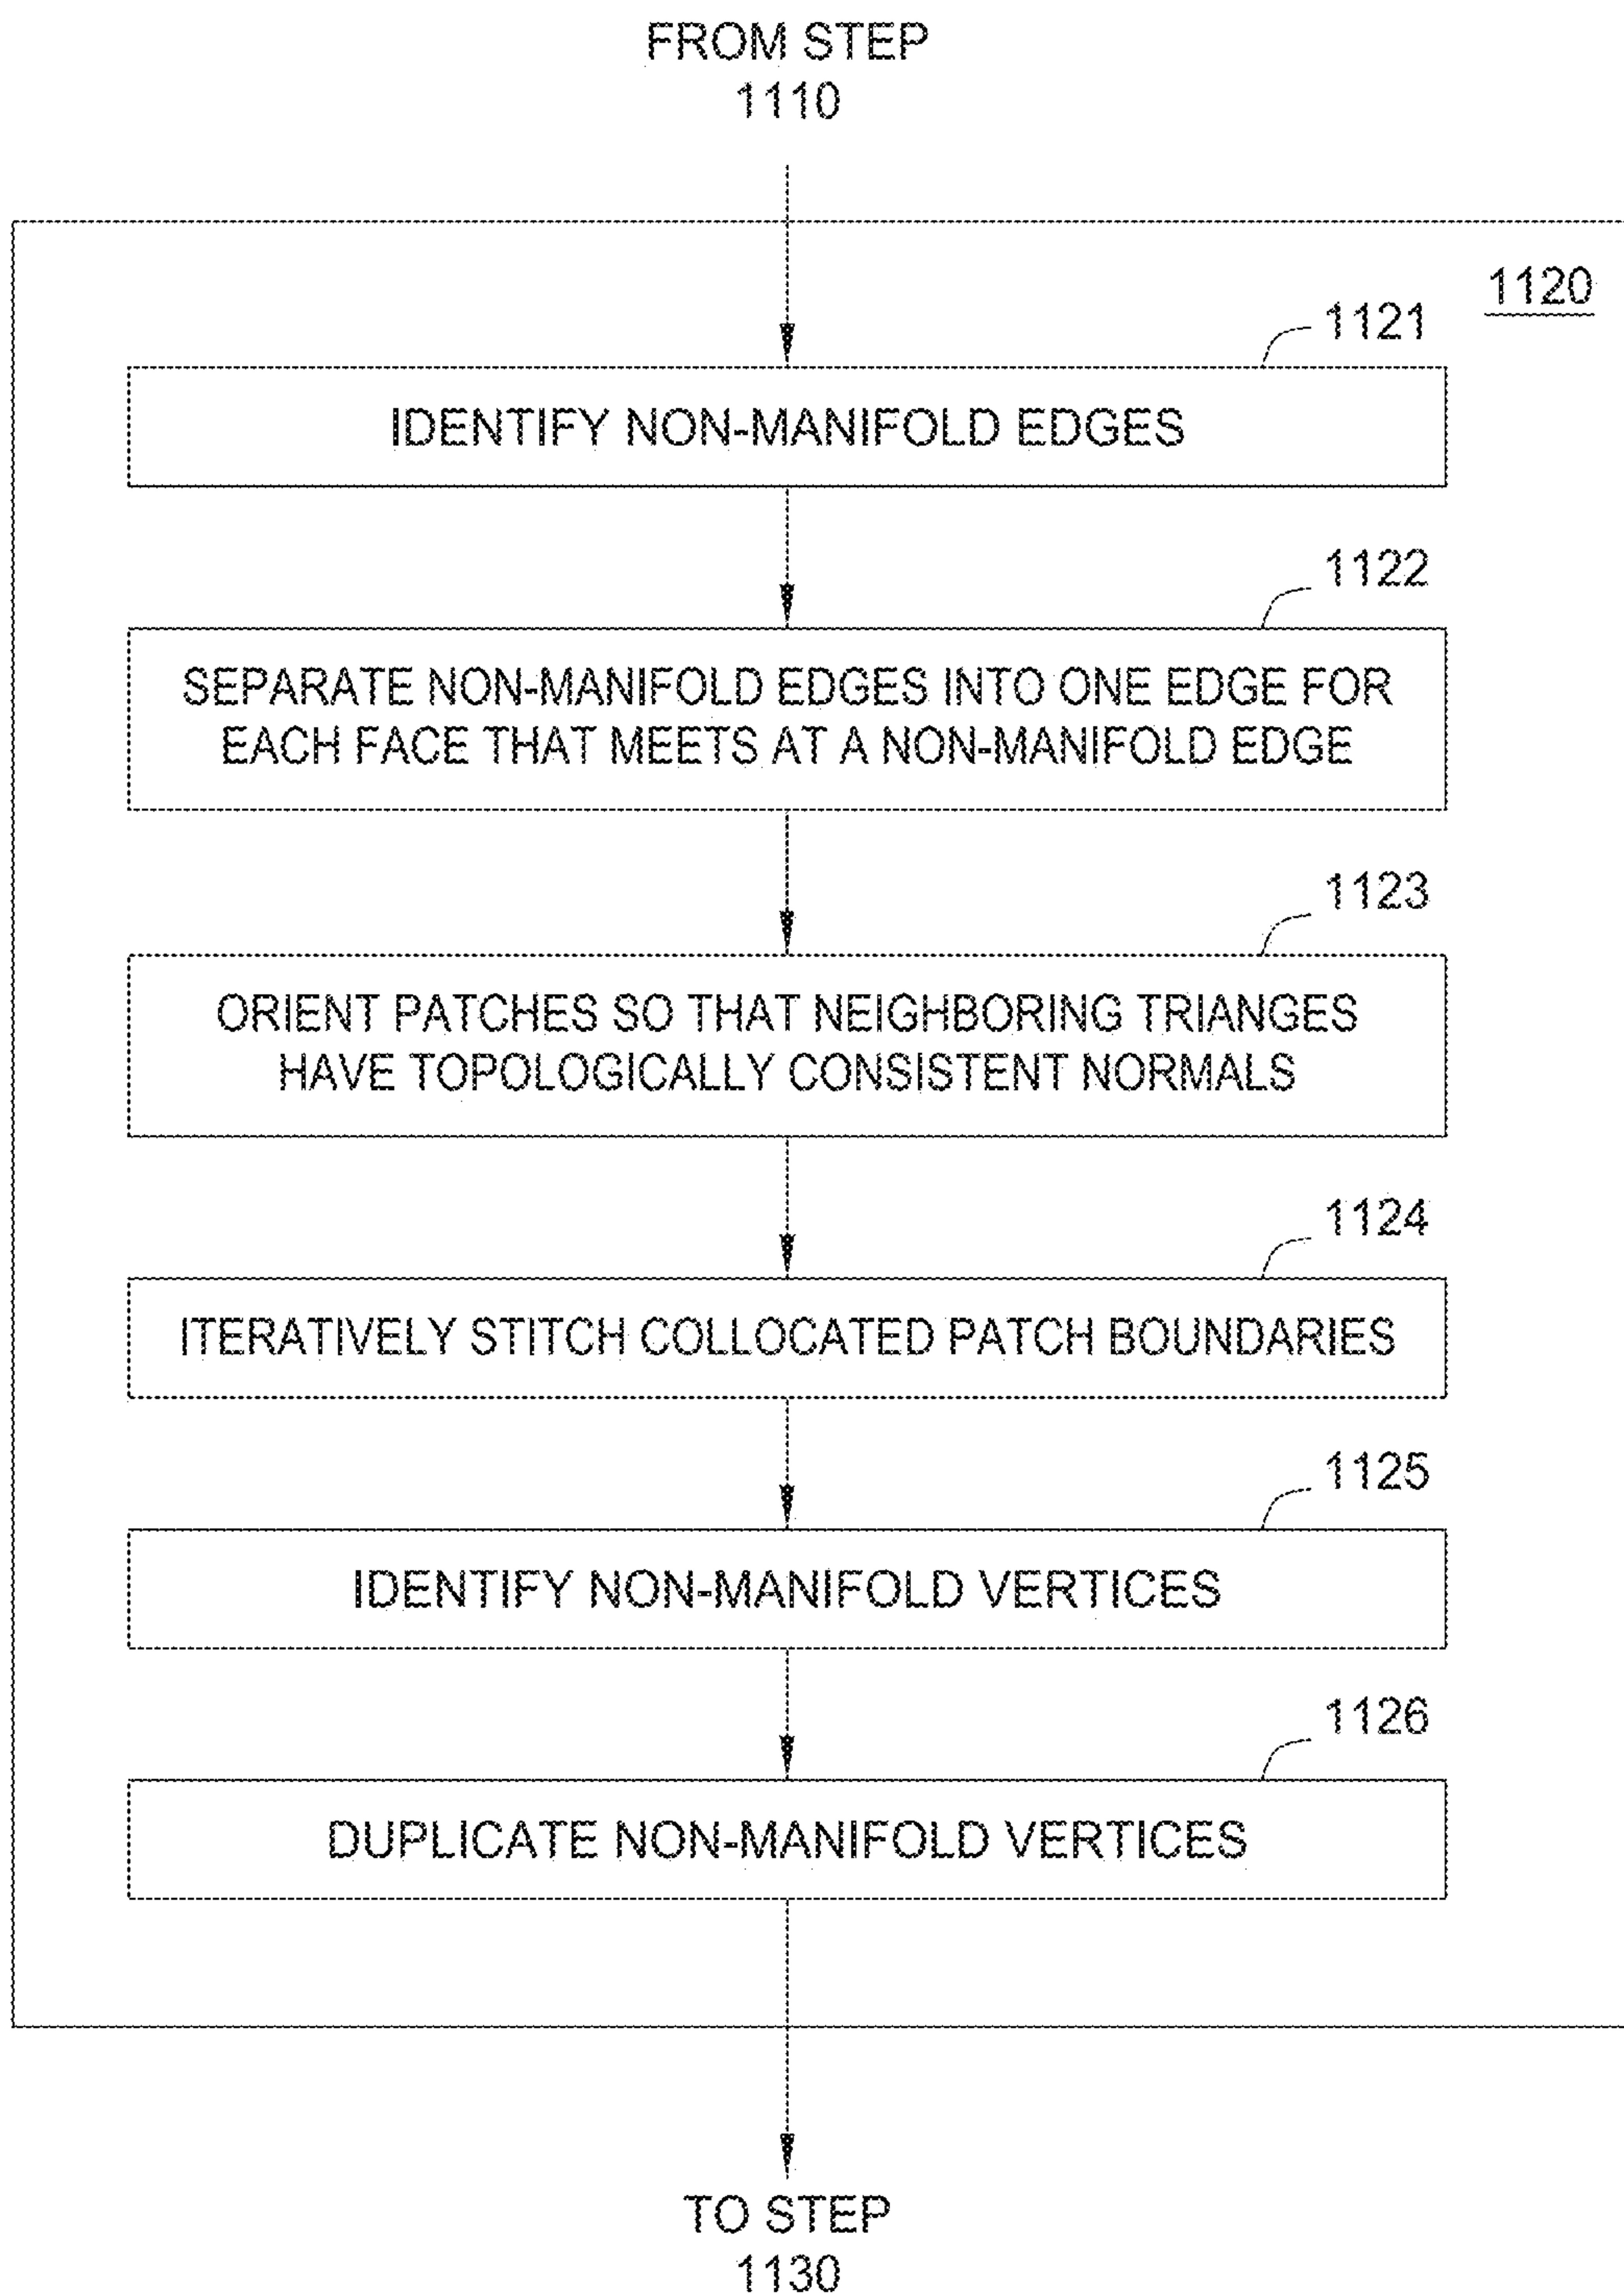 FROM STEP
1110
1120
1121
IDENTIFY NON-MANIFOLD EDGES
1122
SEPARATE NON-MANIFOLD EDGES INTO ONE EDGE FOR
EACH FACE THAT MEETS AT A NON-MANIFOLD EDGE
1123
ORIENT PATCHES SO THAT NEIGHBORING TRIANGES
HAVE TOPOLOGICALLY CONSISTENT NORMALS
1124
ITERATIVELY STITCH COLLOCATED PATCH BOUNDARIES
1125
IDENTIFY NON-MANIFOLD VERTICES
1126
DUPLICATE NON-MANIFOLD VERTICES
TO STEP
1130